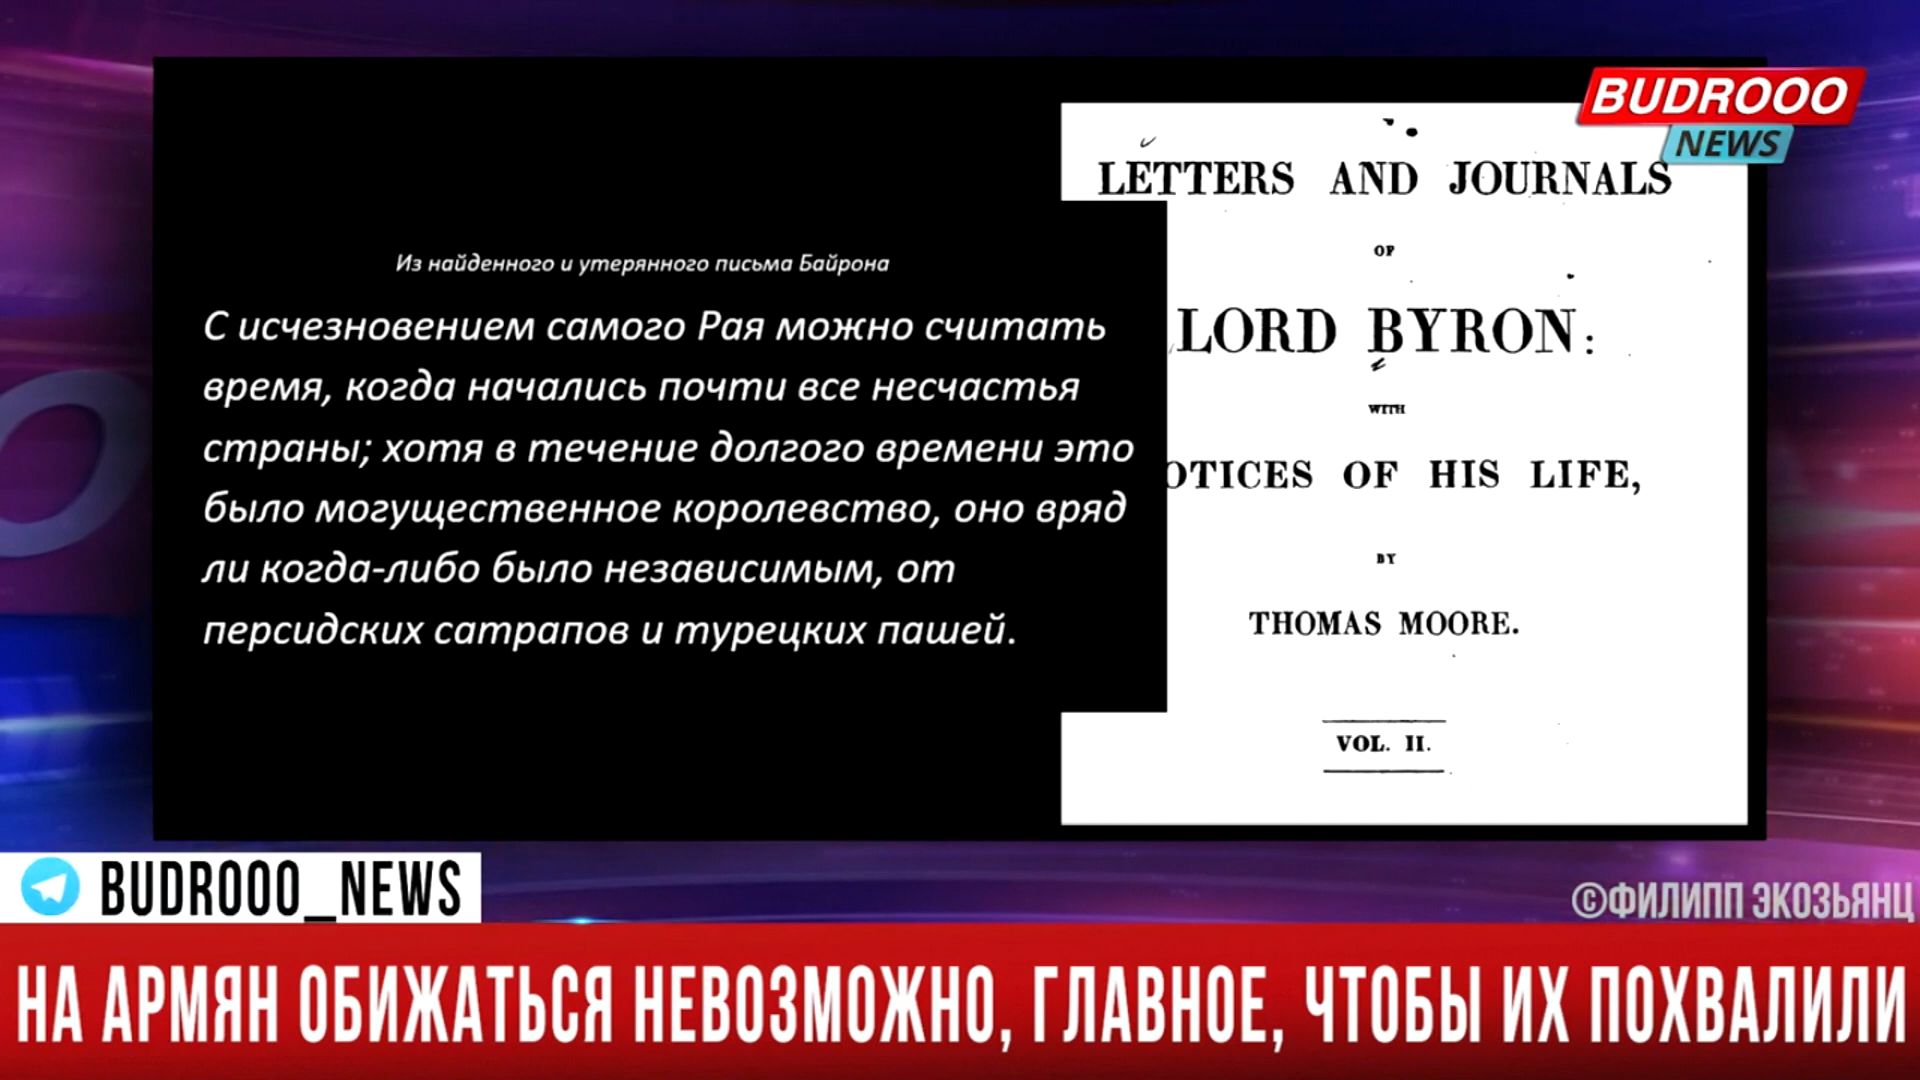 BUDROOO
NEWS
Из найденного и утерянного письма Байрона
С исчезновением самого Рая можно считать
время, когда начались почти все несчастья
страны; хотя в течение долгого времени это
было могущественное королевство, оно вряд
ли когда-либо было независимым, от
персидских сатрапов и турецких пашей.
LETTERS AND JOURNALS
OF
LORD BYRON:
WITH
OTICES OF HIS LIFE,
BY
THOMAS MOORE.
VOL. II.
BUDROOO_NEWS
©ФИЛИПП ЭКОЗЬЯНЦ
НА АРМЯН ОБИЖАТЬСЯ НЕВОЗМОЖНО, ГЛАВНОЕ, ЧТОБЫ ИХ ПОХВАЛИЛИ